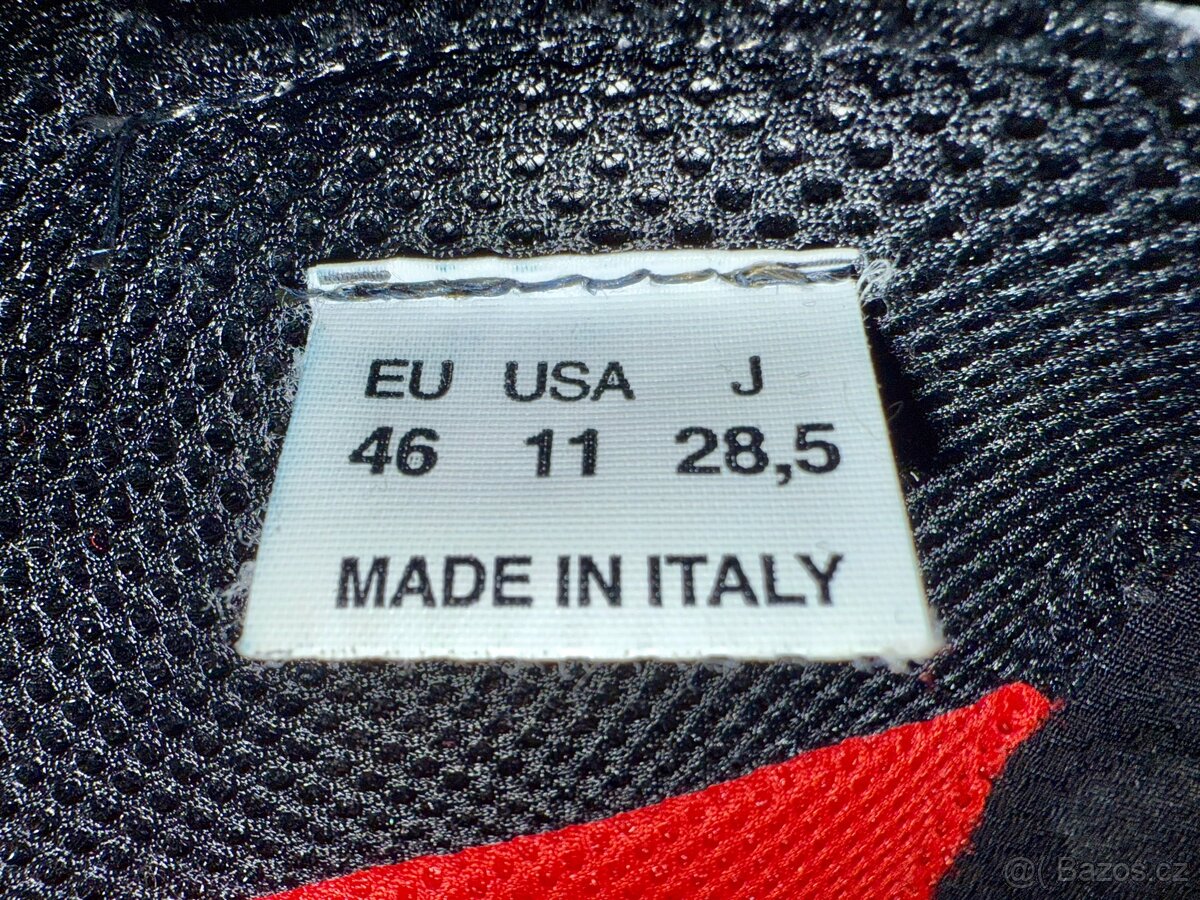 EU USA J
46 11 28,5
MADE IN ITALY
@( Bazos.cz